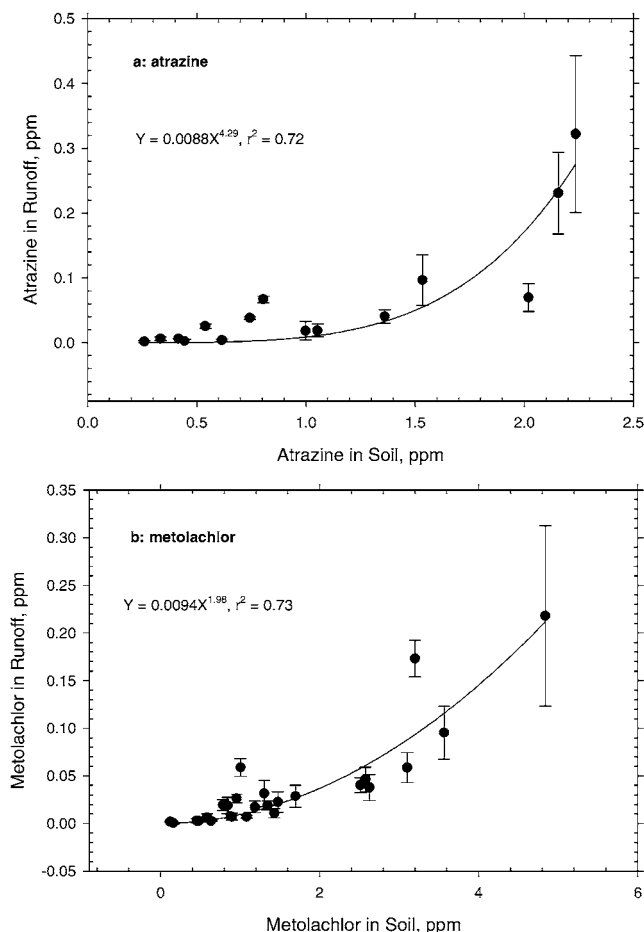 0.5
a: atrazine
0.4
Y = 0.0088X^4.29, r^2 = 0.72
0.3
Atrazine in Runoff, ppm
0.2
0.1
0.0
0.0 0.5 1.0 1.5 2.0 2.5
Atrazine in Soil, ppm
0.35
b: metolachlor
0.30
0.25
Y = 0.0094X^1.98, r^2 = 0.73
0.20
Metolachlor in Runoff, ppm
0.15
0.10
0.05
0.00
-0.05
0 2 4 6
Metolachlor in Soil, ppm